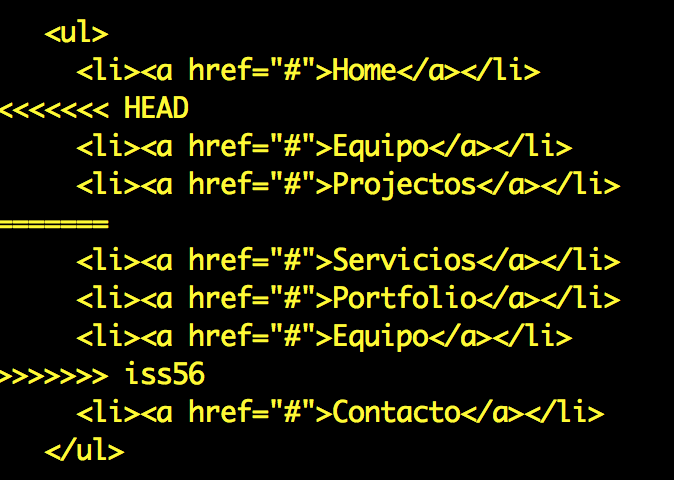 <ul>
<li><a href="#">Home</a></li>
<<<<<<< HEAD
<li><a href="#">Equipo</a></li>
<li><a href="#">Projectos</a></li>
=======
<li><a href="#">Servicios</a></li>
<li><a href="#">Portfolio</a></li>
<li><a href="#">Equipo</a></li>
>>>>>>> iss56
<li><a href="#">Contacto</a></li>
</ul>